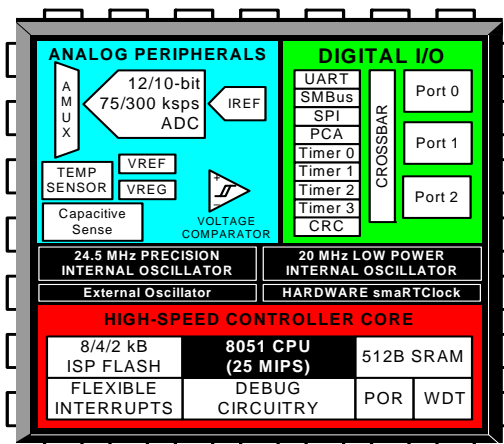 ANALOG PERIPHERALS
AMUX
12/10-bit
75/300 ksps
ADC
IREF
TEMP
SENSOR
VREF
VREG
Capacitive
Sense
+
–
VOLTAGE
COMPARATOR
DIGITAL I/O
UART
SMBus
SPI
PCA
Timer 0
Timer 1
Timer 2
Timer 3
CRC
CROSSBAR
Port 0
Port 1
Port 2
24.5 MHz PRECISION
INTERNAL OSCILLATOR
20 MHz LOW POWER
INTERNAL OSCILLATOR
External Oscillator
HARDWARE smaRTClock
HIGH-SPEED CONTROLLER CORE
8/4/2 kB
ISP FLASH
8051 CPU
(25 MIPS)
512B SRAM
FLEXIBLE
INTERRUPTS
DEBUG
CIRCUITRY
POR
WDT